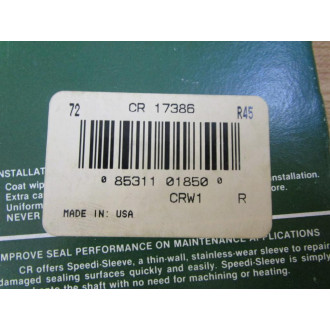 72 CR 17386 R45
0 85311 01850 0
CRW1 R
MADE IN: USA
INSTALLATION
Coat wip
installation.
Extra ca
Uniform
NEVER
IMPROVE SEAL PERFORMANCE ON MAINTENANCE APPLICATIONS
CR offers Speedi-Sleeve, a thin-wall, stainless-wear sleeve to repair
damaged sealing surfaces quickly and easily. Speedi-Sleeve is simply
onto the shaft with no need for machining or heating.